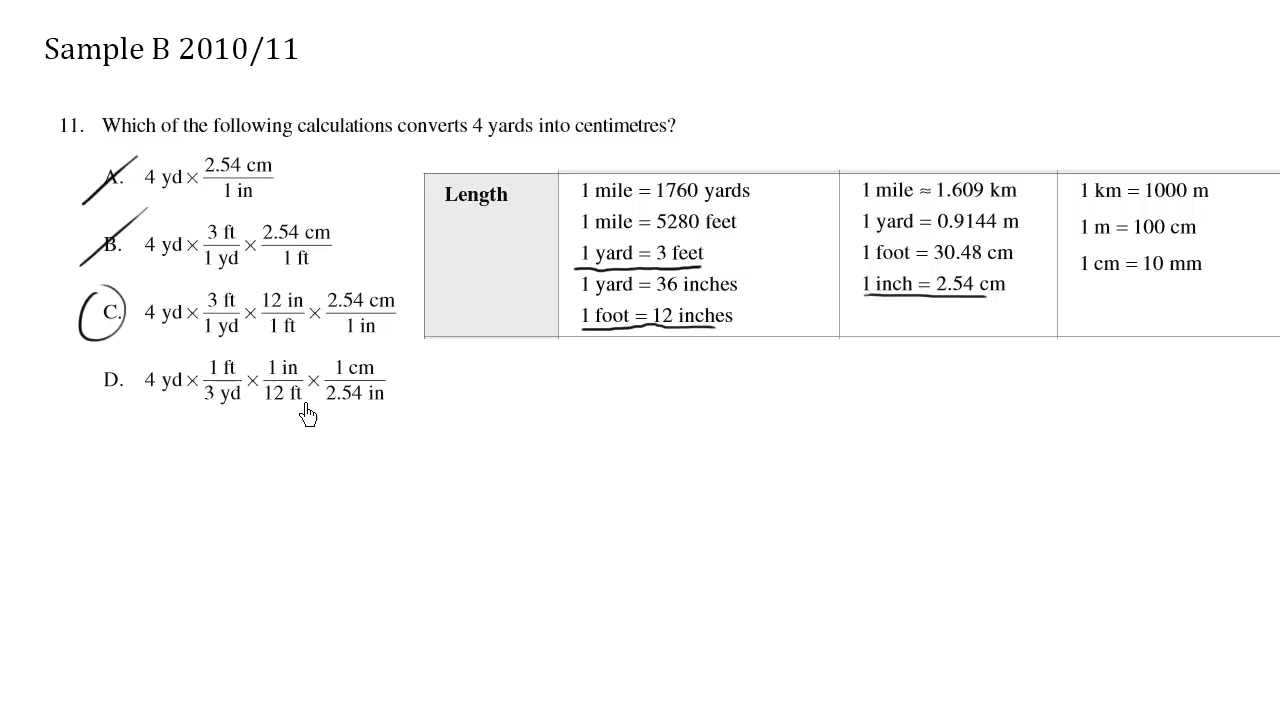 Sample B 2010/11
11. Which of the following calculations converts 4 yards into centimetres?
A. 4 yd × 2.54 cm / 1 in
B. 4 yd × 3 ft / 1 yd × 2.54 cm / 1 ft
C. 4 yd × 3 ft / 1 yd × 12 in / 1 ft × 2.54 cm / 1 in
D. 4 yd × 1 ft / 3 yd × 1 in / 12 ft × 1 cm / 2.54 in
Length
1 mile = 1760 yards
1 mile = 5280 feet
1 yard = 3 feet
1 yard = 36 inches
1 foot = 12 inches
1 mile ≈ 1.609 km
1 yard = 0.9144 m
1 foot = 30.48 cm
1 inch = 2.54 cm
1 km = 1000 m
1 m = 100 cm
1 cm = 10 mm